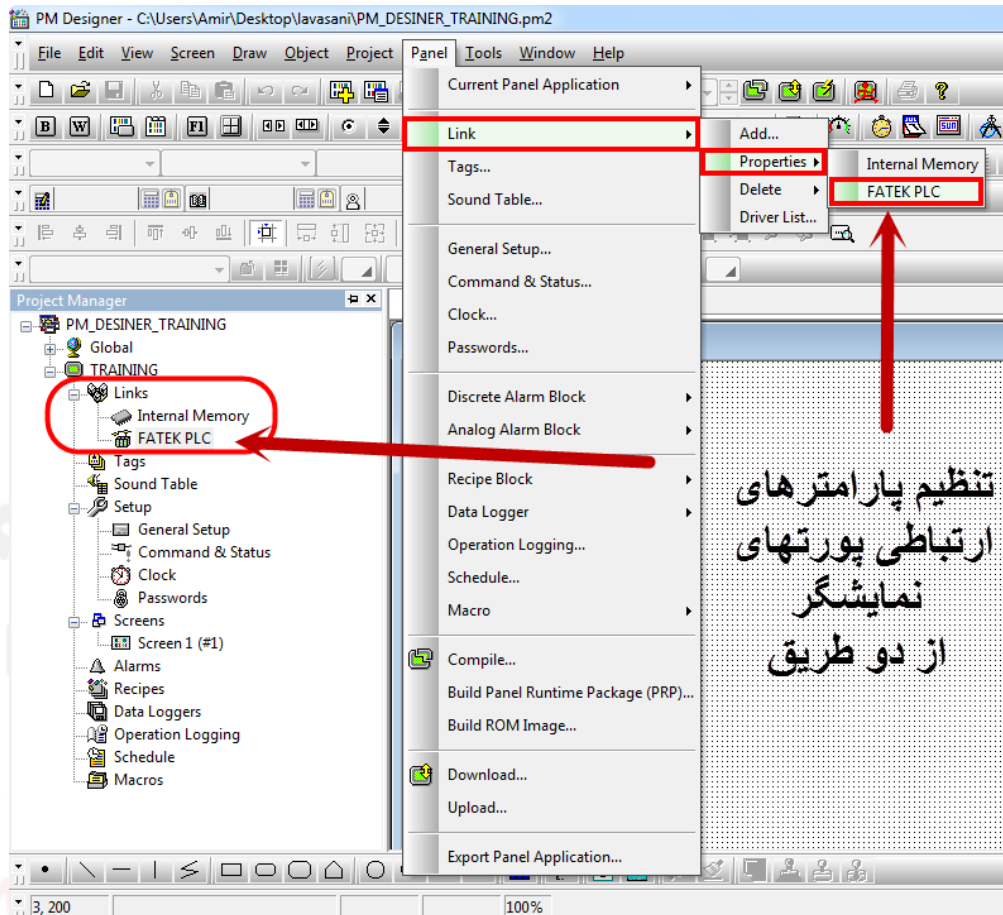 PM Designer - C:\Users\Amir\Desktop\lavasani\PM_DESINER_TRAINING.pm2
File Edit View Screen Draw Object Project Panel Tools Window Help
Current Panel Application
Link
Tags...
Sound Table...
General Setup...
Command & Status...
Clock...
Passwords...
Discrete Alarm Block
Analog Alarm Block
Recipe Block
Data Logger
Operation Logging...
Schedule...
Macro
Compile...
Build Panel Runtime Package (PRP)...
Build ROM Image...
Download...
Upload...
Export Panel Application...
Add...
Properties
Delete
Driver List...
Internal Memory
FATEK PLC
B W F1
SUN
Project Manager
PM_DESINER_TRAINING
Global
TRAINING
Links
Internal Memory
FATEK PLC
Tags
Sound Table
Setup
General Setup
Command & Status
Clock
Passwords
Screens
Screen 1 (#1)
Alarms
Recipes
Data Loggers
Operation Logging
Schedule
Macros
تنظیم پارامترهای
ارتباطی پورتهای
نمایشگر
از دو طریق
3, 200
100%